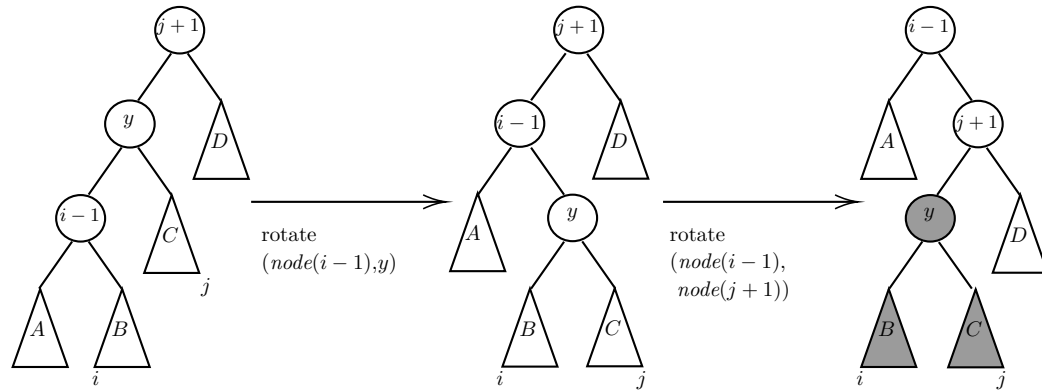 j + 1
y
D
i − 1
C
j
A
B
i
rotate
(node(i − 1),y)
j + 1
i − 1
D
A
y
B
C
i
j
rotate
(node(i − 1),
node(j + 1))
i − 1
A
j + 1
y
D
B
C
i
j